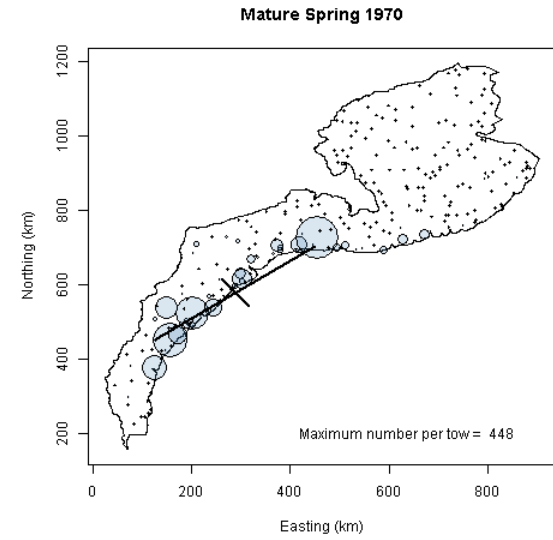 Mature Spring 1970
1200
1000
800
600
400
200
Northing (km)
Maximum number per tow = 448
0 200 400 600 800
Easting (km)